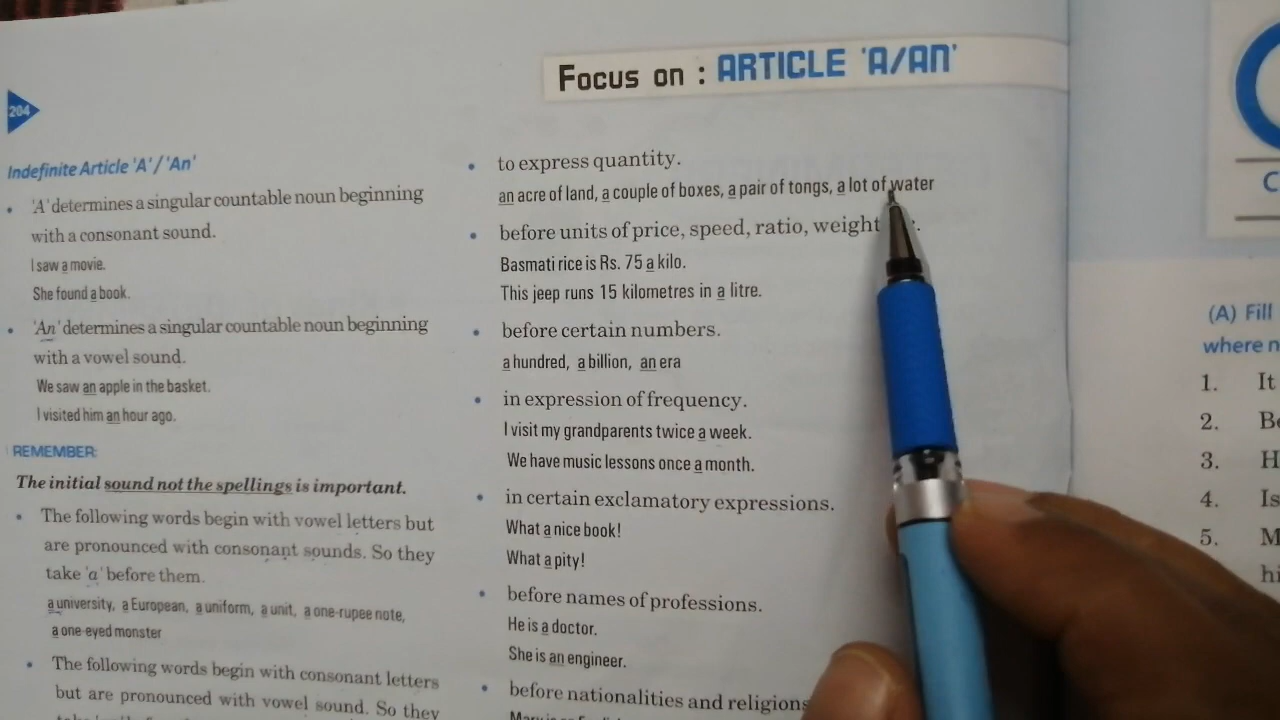 Focus on : ARTICLE 'A/AN'
204
Indefinite Article 'A' / 'An'
• 'A' determines a singular countable noun beginning
with a consonant sound.
I saw a movie.
She found a book.
• 'An' determines a singular countable noun beginning
with a vowel sound.
We saw an apple in the basket.
I visited him an hour ago.
REMEMBER:
The initial sound not the spellings is important.
• The following words begin with vowel letters but
are pronounced with consonant sounds. So they
take 'a' before them.
a university, a European, a uniform, a unit, a one-rupee note,
a one-eyed monster
• The following words begin with consonant letters
but are pronounced with vowel sound. So they
• to express quantity.
an acre of land, a couple of boxes, a pair of tongs, a lot of water
• before units of price, speed, ratio, weight
Basmati rice is Rs. 75 a kilo.
This jeep runs 15 kilometres in a litre.
• before certain numbers.
a hundred, a billion, an era
• in expression of frequency.
I visit my grandparents twice a week.
We have music lessons once a month.
• in certain exclamatory expressions.
What a nice book!
What a pity!
• before names of professions.
He is a doctor.
She is an engineer.
• before nationalities and religions
(A) Fill
where n
1. It
2. Be
3. H
4. Is
5. M
hi